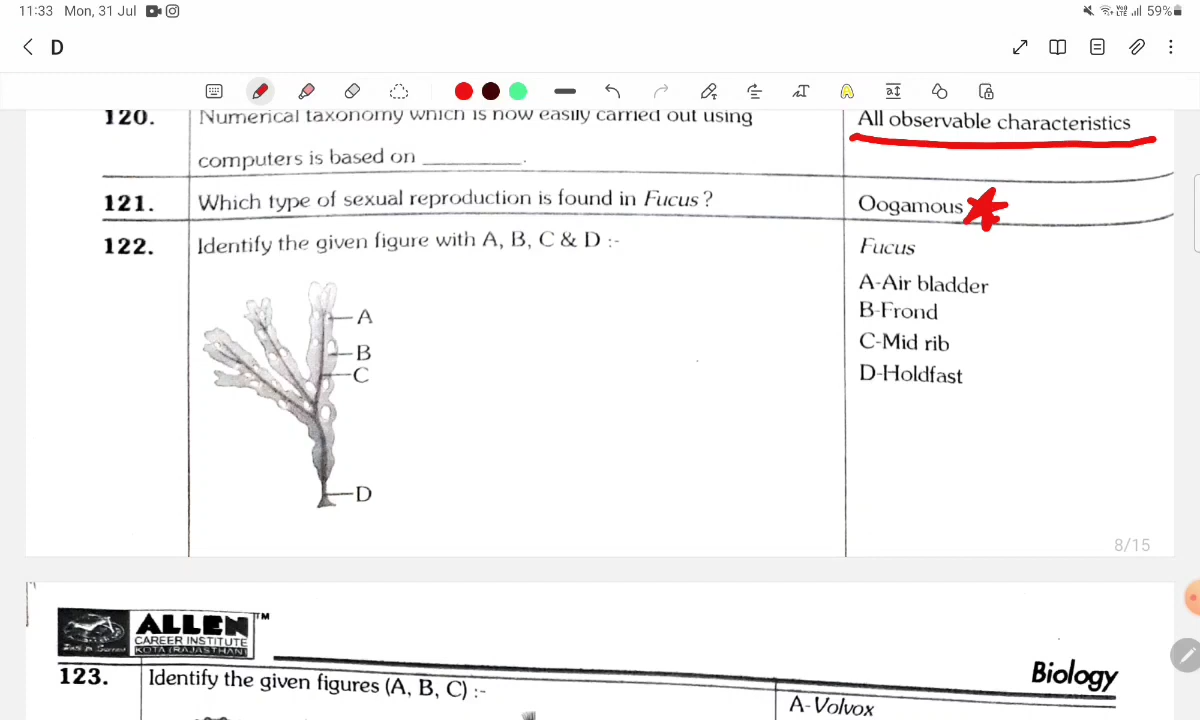 11:33 Mon, 31 Jul
59%
D
120. Numerical taxonomy which is now easily carried out using
computers is based on ________.
All observable characteristics
121. Which type of sexual reproduction is found in Fucus ?
Oogamous
122. Identify the given figure with A, B, C & D :-
Fucus
A-Air bladder
B-Frond
C-Mid rib
D-Holdfast
A
B
C
D
8/15
ALLEN™
CAREER INSTITUTE
KOTA (RAJASTHAN)
Biology
123. Identify the given figures (A, B, C) :-
A-Volvox